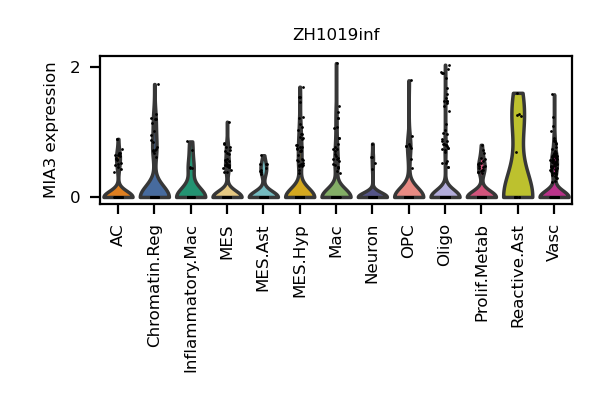 ZH1019inf
MIA3 expression
2
0
AC
Chromatin.Reg
Inflammatory.Mac
MES
MES.Ast
MES.Hyp
Mac
Neuron
OPC
Oligo
Prolif.Metab
Reactive.Ast
Vasc